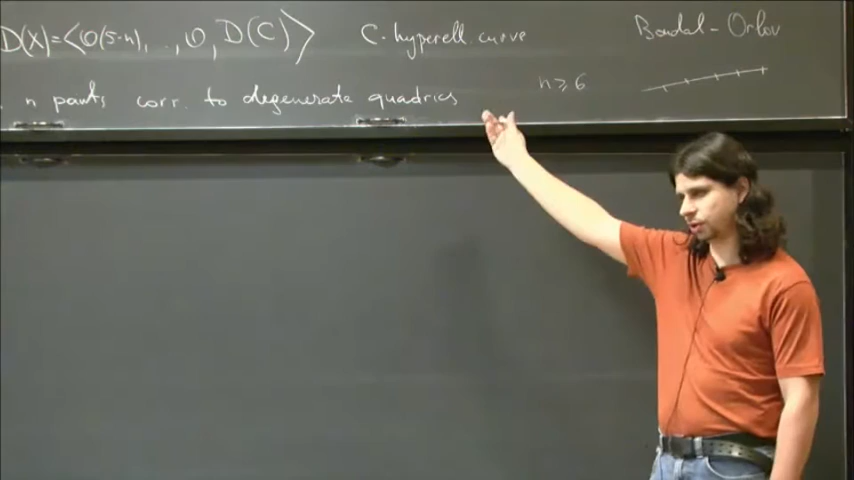 D(X)=<O(5-n),...,O,D(C)> C-hyperell. curve Bondal-Orlov
n points corr. to degenerate quadrics n≥6